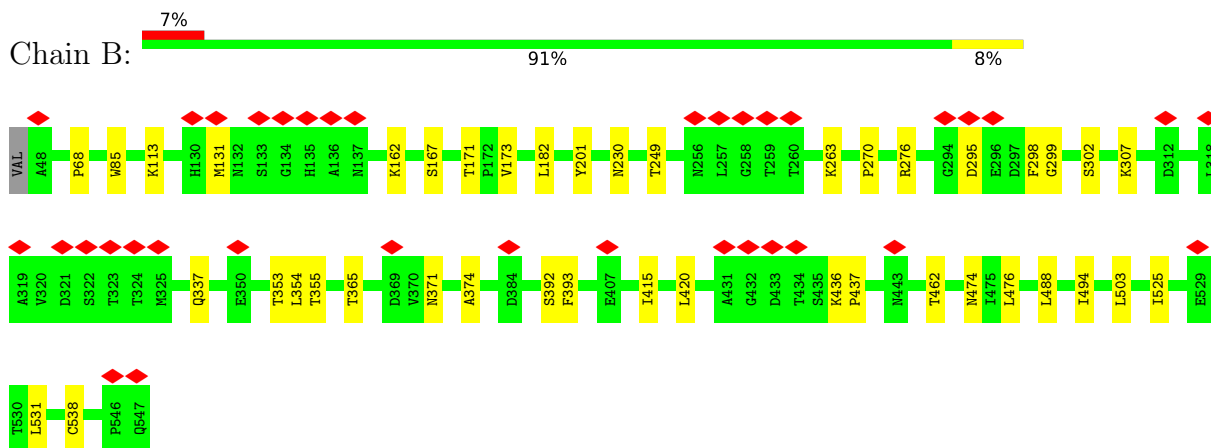 7%
Chain B:
91% 8%
VAL A48 P68 W85 K113 H130 M131 N132 S133 G134 H135 A136 N137 K162 S167 T171 P172 V173 L182 Y201 N230 T249 N256 L257 G258 T259 T260 K263 P270 R276 G294 D295 E296 D297 F298 G299 S302 K307 D312 L318
A319 V320 D321 S322 T323 T324 M325 Q337 E350 T353 L354 T355 T365 D369 V370 N371 A374 D384 S392 F393 E407 I415 L420 A431 G432 D433 T434 S435 K436 P437 N443 T462 N474 I475 L476 L488 I494 L503 I525 E529
T530 L531 C538 P546 Q547